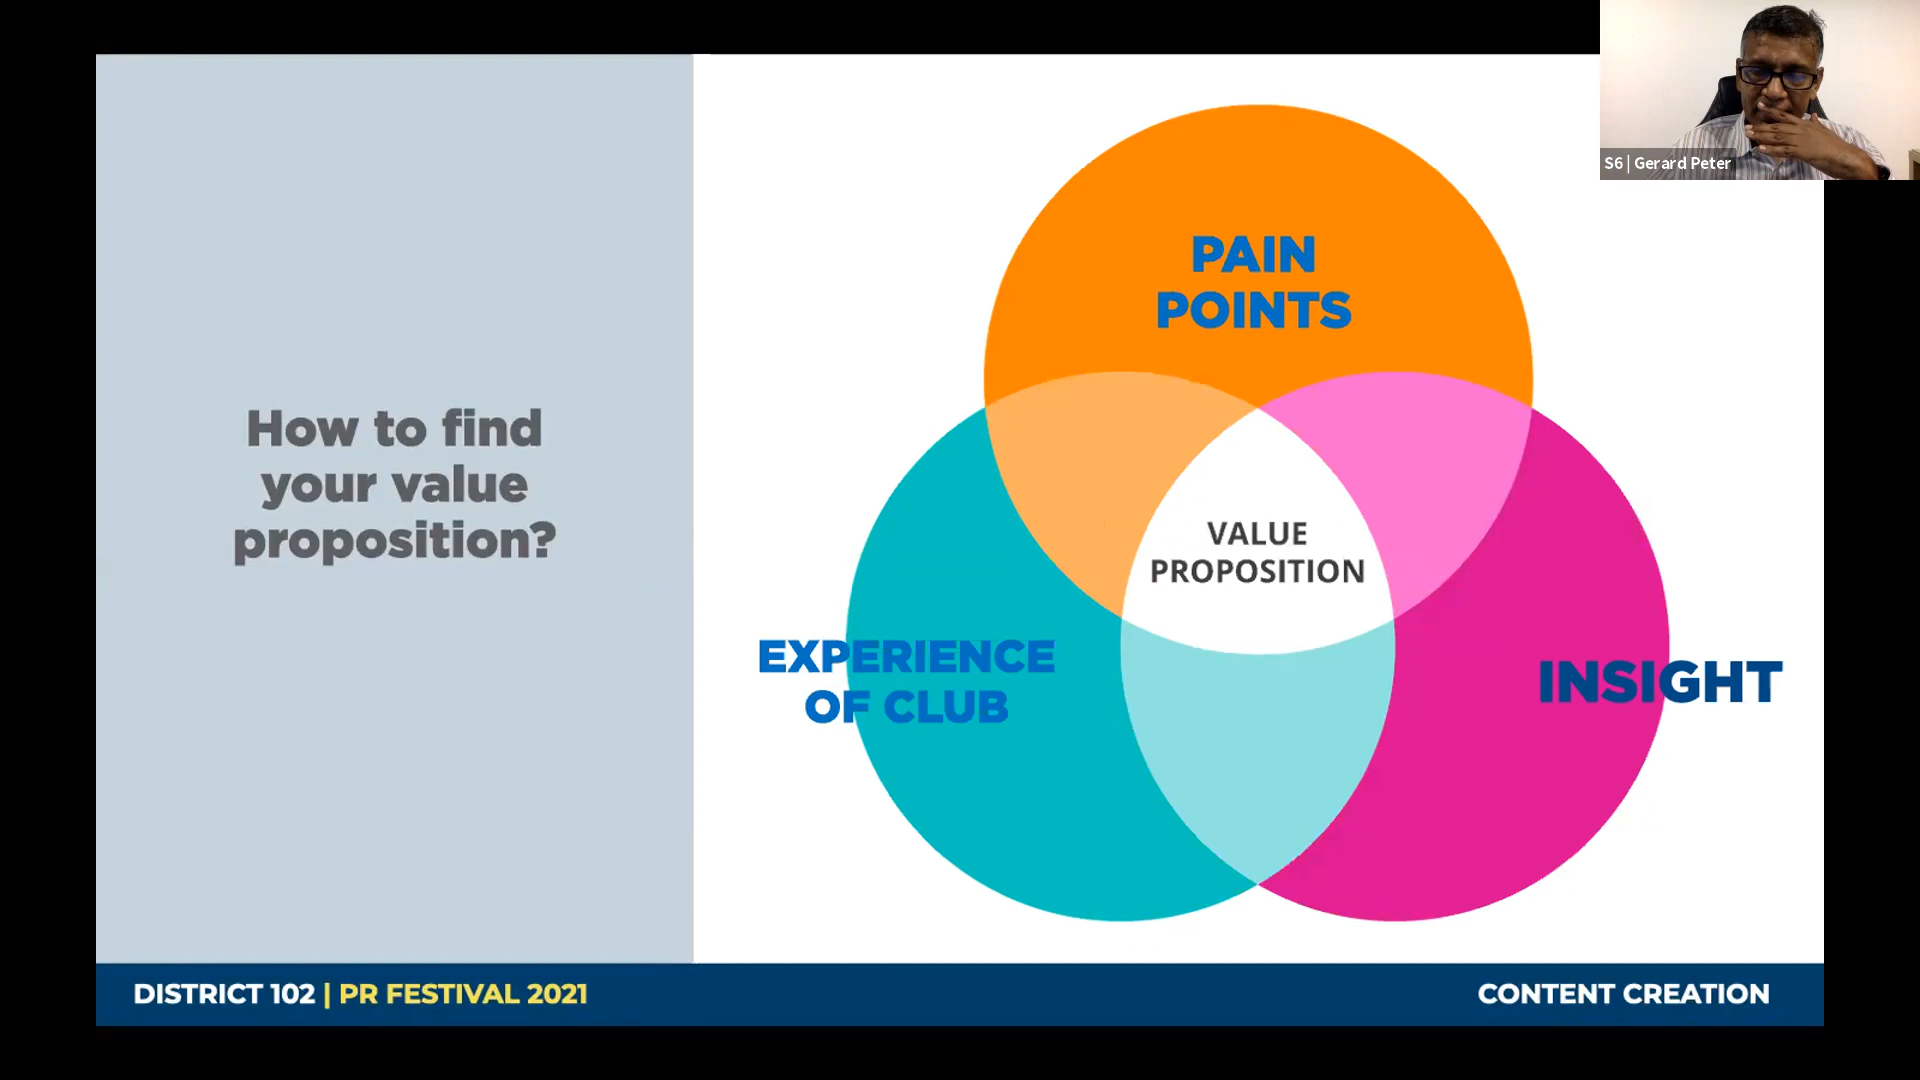 S6 | Gerard Peter
How to find
your value
proposition?
PAIN
POINTS
VALUE
PROPOSITION
EXPERIENCE
OF CLUB
INSIGHT
DISTRICT 102 | PR FESTIVAL 2021
CONTENT CREATION